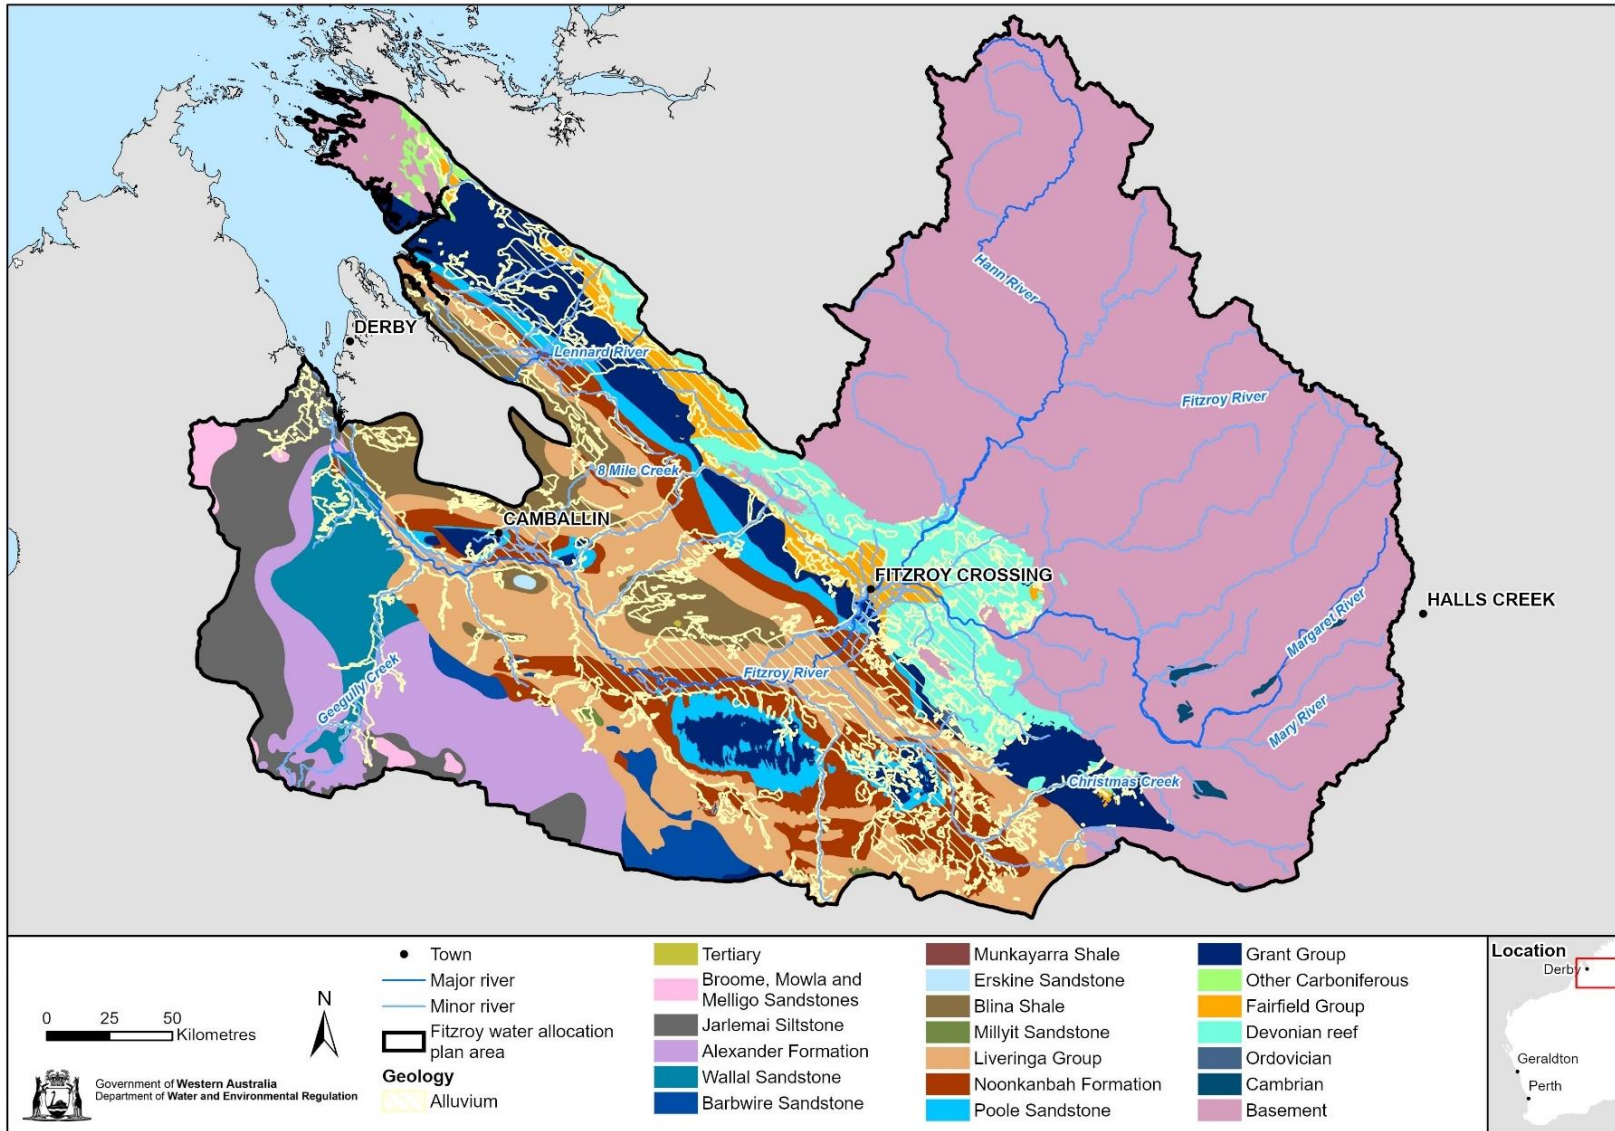 Hann River
DERBY
Lennard River
Fitzroy River
8 Mile Creek
CAMBALLIN
FITZROY CROSSING
HALLS CREEK
Margaret River
Fitzroy River
Geegully Creek
Mary River
Christmas Creek
0 25 50
Kilometres
N
Government of Western Australia
Department of Water and Environmental Regulation
Town
Major river
Minor river
Fitzroy water allocation
plan area
Geology
Alluvium
Tertiary
Broome, Mowla and
Melligo Sandstones
Jarlemai Siltstone
Alexander Formation
Wallal Sandstone
Barbwire Sandstone
Munkayarra Shale
Erskine Sandstone
Blina Shale
Millyit Sandstone
Liveringa Group
Noonkanbah Formation
Poole Sandstone
Grant Group
Other Carboniferous
Fairfield Group
Devonian reef
Ordovician
Cambrian
Basement
Location
Derby
Geraldton
Perth